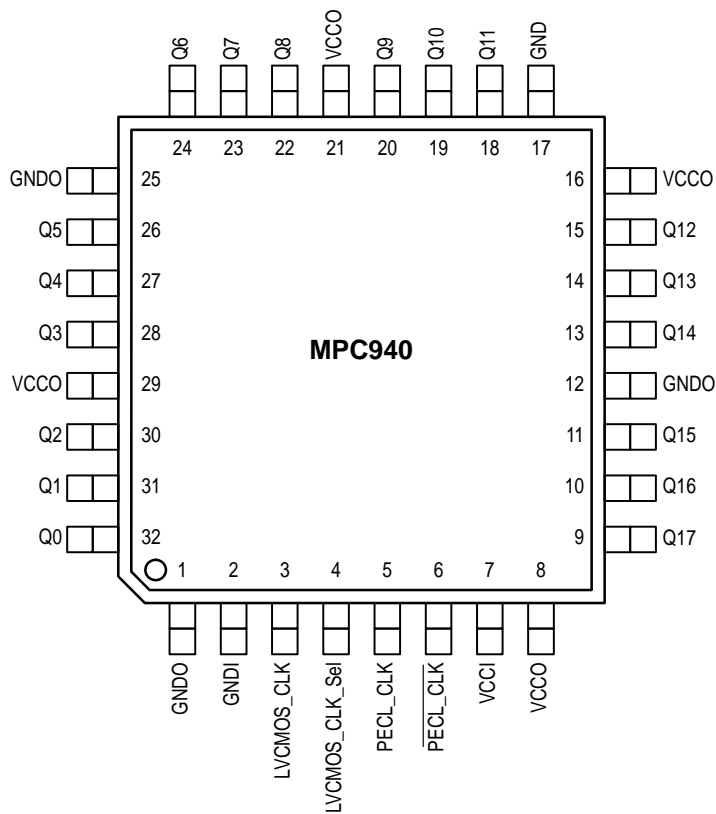 Q6 Q7 Q8 VCCO Q9 Q10 Q11 GND
24 23 22 21 20 19 18 17
GNDO 25 16 VCCO
Q5 26 15 Q12
Q4 27 14 Q13
Q3 28 13 Q14
MPC940
VCCO 29 12 GNDO
Q2 30 11 Q15
Q1 31 10 Q16
Q0 32 9 Q17
1 2 3 4 5 6 7 8
GNDO GNDI LVCMOS_CLK LVCMOS_CLK_Sel PECL_CLK PECL_CLK VCCI VCCO